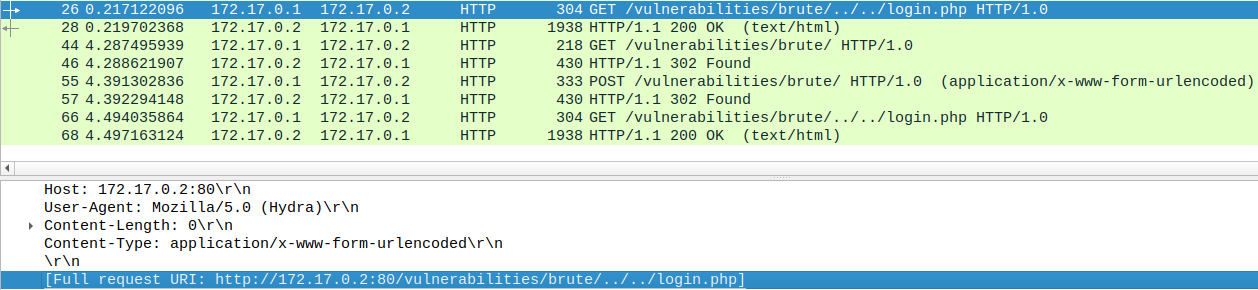 26 0.217122096 172.17.0.1 172.17.0.2 HTTP 304 GET /vulnerabilities/brute/../../login.php HTTP/1.0
28 0.219702368 172.17.0.2 172.17.0.1 HTTP 1938 HTTP/1.1 200 OK (text/html)
44 4.287495939 172.17.0.1 172.17.0.2 HTTP 218 GET /vulnerabilities/brute/ HTTP/1.0
46 4.288621907 172.17.0.2 172.17.0.1 HTTP 430 HTTP/1.1 302 Found
55 4.391302836 172.17.0.1 172.17.0.2 HTTP 333 POST /vulnerabilities/brute/ HTTP/1.0 (application/x-www-form-urlencoded)
57 4.392294148 172.17.0.2 172.17.0.1 HTTP 430 HTTP/1.1 302 Found
66 4.494035864 172.17.0.1 172.17.0.2 HTTP 304 GET /vulnerabilities/brute/../../login.php HTTP/1.0
68 4.497163124 172.17.0.2 172.17.0.1 HTTP 1938 HTTP/1.1 200 OK (text/html)
Host: 172.17.0.2:80\r\n
User-Agent: Mozilla/5.0 (Hydra)\r\n
Content-Length: 0\r\n
Content-Type: application/x-www-form-urlencoded\r\n
\r\n
[Full request URI: http://172.17.0.2:80/vulnerabilities/brute/../../login.php]